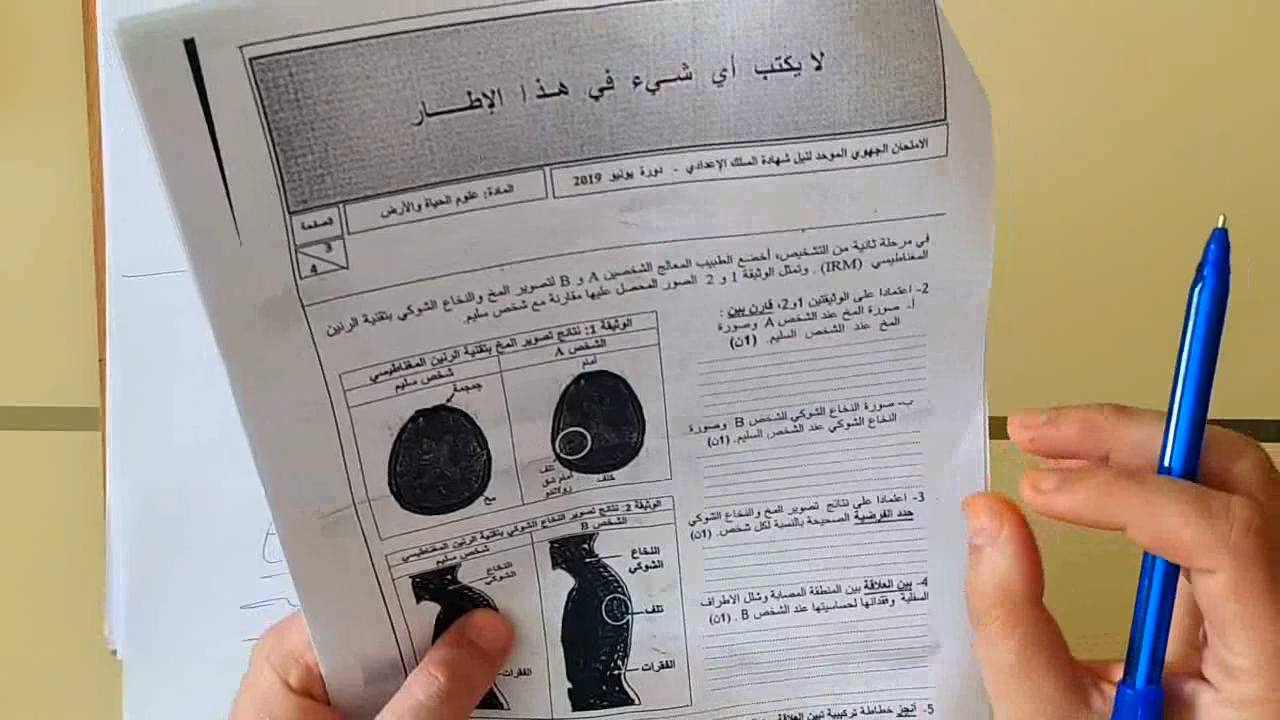 لا يكتب أي شيء في هذا الإطار
الامتحان الجهوي الموحد لنيل شهادة السلك الإعدادي - دورة يونيو 2019
المادة: علوم الحياة والأرض
الصفحة
3
4
في مرحلة ثانية من التشخيص، أخضع الطبيب المعالج الشخصين A و B لتصوير المخ والنخاع الشوكي بتقنية الرنين
المغناطيسي (IRM). وتمثل الوثيقة 1 و 2 الصور المحصل عليها مقارنة مع شخص سليم.
2- اعتمادا على الوثيقتين 1و2، قارن بين :
أ- صورة المخ عند الشخص A وصورة
المخ عند الشخص السليم. (1ن)
ب- صورة النخاع الشوكي للشخص B وصورة
النخاع الشوكي عند الشخص السليم. (1ن)
3- اعتمادا على نتائج تصوير المخ والنخاع الشوكي
حدد الفرضية الصحيحة بالنسبة لكل شخص. (1ن)
4- بين العلاقة بين المنطقة المصابة وشلل الاطراف
السفلية وفقدانها لحساسيتها عند الشخص B. (1ن)
5- أنجز خطاطة تركيبية تبين العلاقة
الوثيقة 1: نتائج تصوير المخ بتقنية الرنين المغناطيسي
الشخص A
شخص سليم
أمام
جمجمة
تلف
أمام شق
رولاندو
خلف
مخ
الوثيقة 2: نتائج تصوير النخاع الشوكي بتقنية الرنين المغناطيسي
الشخص B
شخص سليم
النخاع
الشوكي
تلف
الفقرات
النخاع
الشوكي
الفقرات